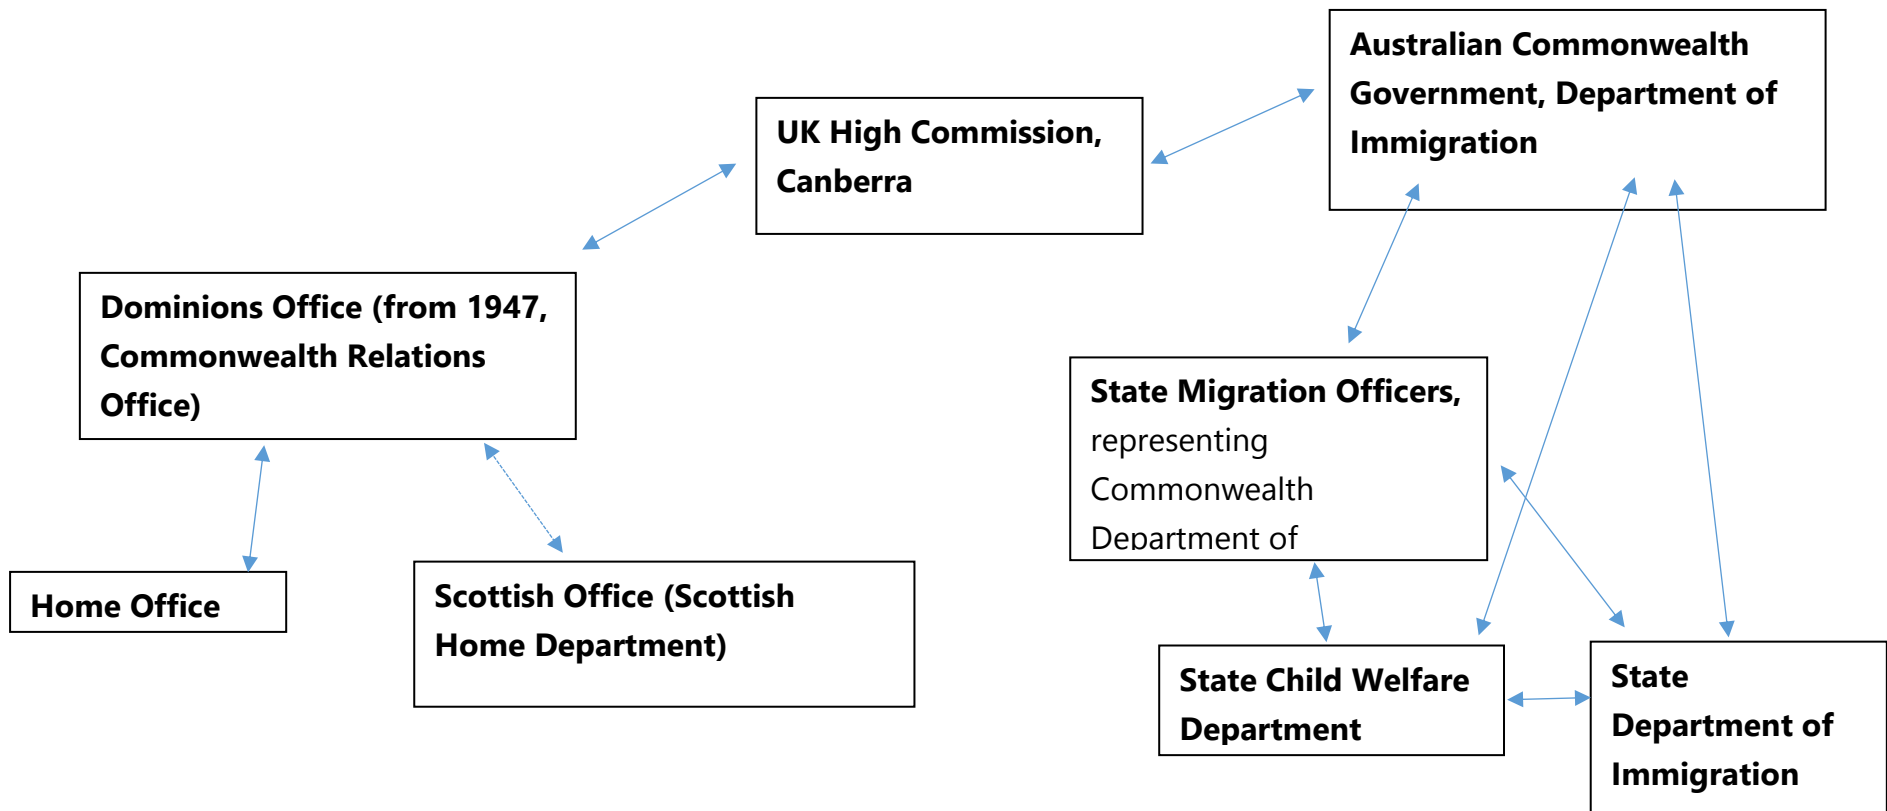 Australian Commonwealth
Government, Department of
Immigration
UK High Commission,
Canberra
Dominions Office (from 1947,
Commonwealth Relations
Office)
State Migration Officers,
representing
Commonwealth
Department of
Home Office
Scottish Office (Scottish
Home Department)
State Child Welfare
Department
State
Department of
Immigration